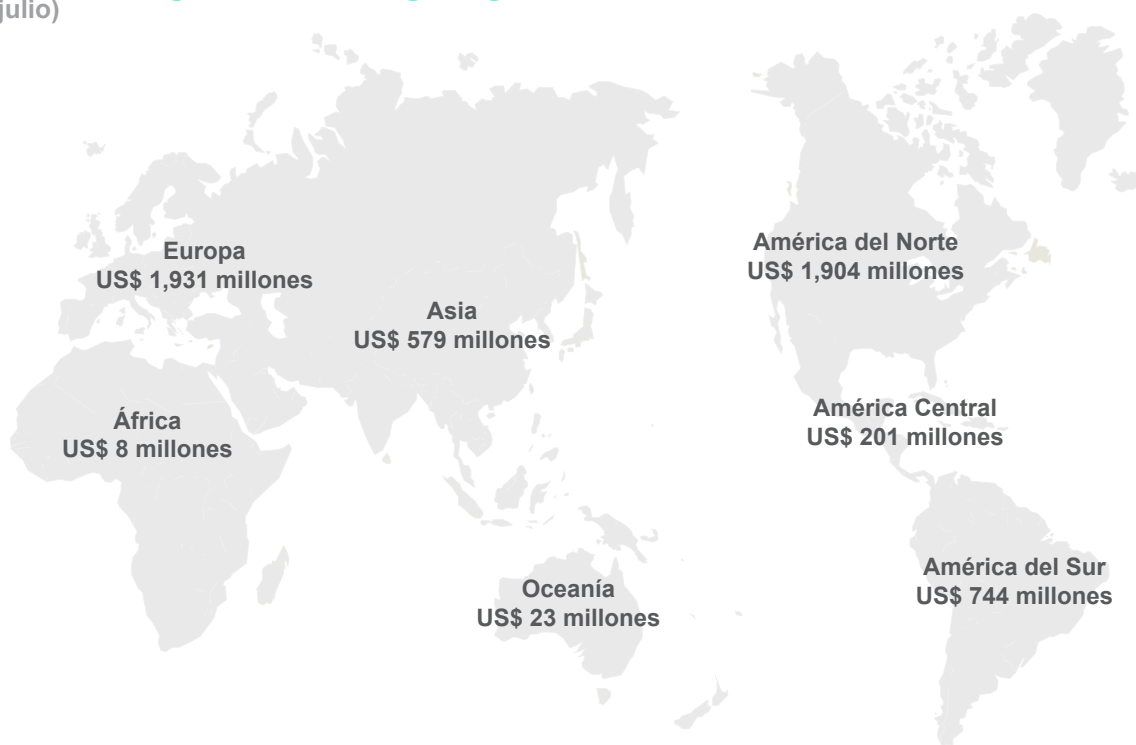 julio)
Europa
US$ 1,931 millones
América del Norte
US$ 1,904 millones
Asia
US$ 579 millones
África
US$ 8 millones
América Central
US$ 201 millones
América del Sur
US$ 744 millones
Oceanía
US$ 23 millones